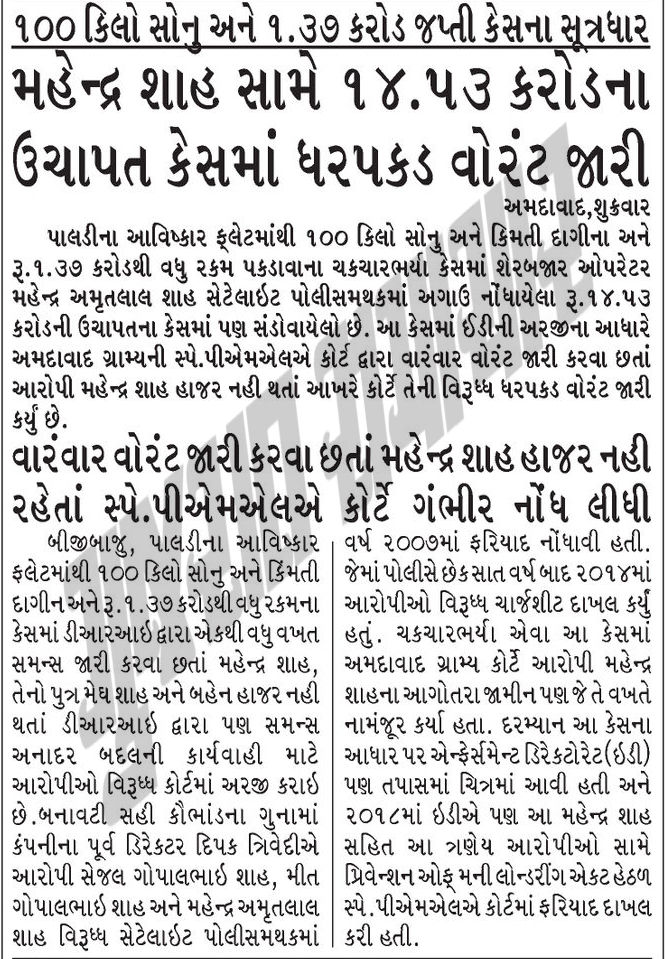 ૧૦૦ કિલો સોનુ અને ૧.૩૭ કરોડ જપ્તી કેસના સૂત્રધાર
મહેન્દ્ર શાહ સામે ૧૪.૫૩ કરોડના
ઉચાપત કેસમાં ધરપકડ વોરંટ જારી
અમદાવાદ,શુક્રવાર
પાલડીના આવિષ્કાર ફ્લેટમાંથી ૧૦૦ કિલો સોનુ અને કિંમતી દાગીના અને
રૂ.૧.૩૭ કરોડથી વધુ રકમ પકડાવાના ચકચારભર્યા કેસમાં શેરબજાર ઓપરેટર
મહેન્દ્ર અમૃતલાલ શાહ સેટેલાઇટ પોલીસમથકમાં અગાઉ નોંધાયેલા રૂ.૧૪.૫૩
કરોડની ઉચાપતના કેસમાં પણ સંડોવાયેલો છે. આ કેસમાં ઈડીની અરજીના આધારે
અમદાવાદ ગ્રામ્યની સ્પે.પીએમએલએ કોર્ટ દ્વારા વારંવાર વોરંટ જારી કરવા છતાં
આરોપી મહેન્દ્ર શાહ હાજર નહી થતાં આખરે કોર્ટે તેની વિરૂધ્ધ ધરપકડ વોરંટ જારી
કર્યું છે.
વારંવાર વોરંટ જારી કરવા છતાં મહેન્દ્ર શાહ હાજર નહી
રહેતાં સ્પે.પીએમએલએ કોર્ટે ગંભીર નોંધ લીધી
બીજીબાજુ, પાલડીના આવિષ્કાર
ફ્લેટમાંથી ૧૦૦ કિલો સોનુ અને કિંમતી
દાગીન અને રૂ.૧.૩૭ કરોડથી વધુ રકમના
કેસમાં ડીઆરઆઇ દ્વારા એકથી વધુ વખત
સમન્સ જારી કરવા છતાં મહેન્દ્ર શાહ,
તેનો પુત્ર મેઘ શાહ અને બહેન હાજર નહી
થતાં ડીઆરઆઇ દ્વારા પણ સમન્સ
અનાદર બદલની કાર્યવાહી માટે
આરોપીઓ વિરૂધ્ધ કોર્ટમાં અરજી કરાઇ
છે.બનાવટી સહી કૌભાંડના ગુનામાં
કંપનીના પૂર્વ ડિરેક્ટર દિપક ત્રિવેદીએ
આરોપી સેજલ ગોપાલભાઇ શાહ, મીત
ગોપાલભાઇ શાહ અને મહેન્દ્ર અમૃતલાલ
શાહ વિરૂધ્ધ સેટેલાઇટ પોલીસમથકમાં
વર્ષ ૨૦૦૭માં ફરિયાદ નોંધાવી હતી.
જેમાં પોલીસે છેક સાત વર્ષ બાદ ૨૦૧૪માં
આરોપીઓ વિરૂધ્ધ ચાર્જશીટ દાખલ કર્યું
હતું. ચકચારભર્યા એવા આ કેસમાં
અમદાવાદ ગ્રામ્ય કોર્ટે આરોપી મહેન્દ્ર
શાહના આગોતરા જામીન પણ જે તે વખતે
નામંજૂર કર્યા હતા. દરમ્યાન આ કેસના
આધાર પર એન્ફોર્સમેન્ટ ડિરેકટોરેટ(ઇડી)
પણ તપાસમાં ચિત્રમાં આવી હતી અને
૨૦૧૮માં ઇડીએ પણ આ મહેન્દ્ર શાહ
સહિત આ ત્રણેય આરોપીઓ સામે
પ્રિવેન્શન ઓફ મની લોન્ડરીંગ એક્ટ હેઠળ
સ્પે.પીએમએલએ કોર્ટમાં ફરિયાદ દાખલ
કરી હતી.